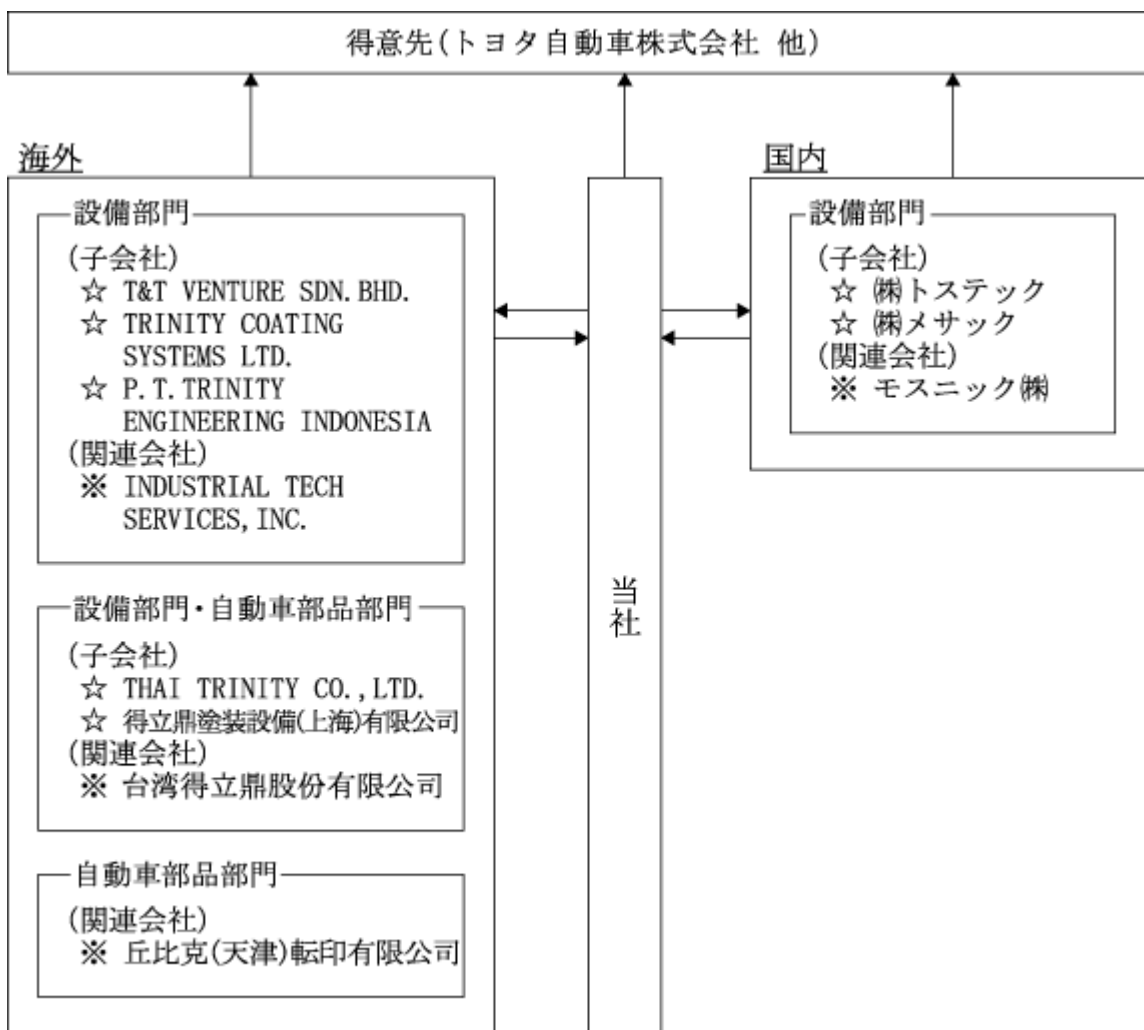 得意先(トヨタ自動車株式会社 他)
海外
設備部門
(子会社)
☆ T&T VENTURE SDN.BHD.
☆ TRINITY COATING
SYSTEMS LTD.
☆ P.T.TRINITY
ENGINEERING INDONESIA
(関連会社)
※ INDUSTRIAL TECH
SERVICES,INC.
設備部門・自動車部品部門
(子会社)
☆ THAI TRINITY CO.,LTD.
☆ 得立鼎塗装設備(上海)有限公司
(関連会社)
※ 台湾得立鼎股份有限公司
自動車部品部門
(関連会社)
※ 丘比克(天津)転印有限公司
当社
国内
設備部門
(子会社)
☆ ㈱トステック
☆ ㈱メサック
(関連会社)
※ モスニック㈱